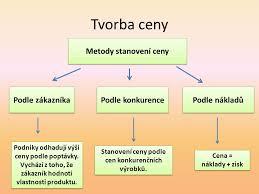 Tvorba ceny
Metody stanovení ceny
Podle zákazníka
Podle konkurence
Podle nákladů
Podniky odhadují výši
ceny podle poptávky.
Vychází z toho, že
zákazník hodnotí
vlastnosti produktu.
Stanovení ceny podle
cen konkurenčních
výrobků.
Cena =
náklady + zisk